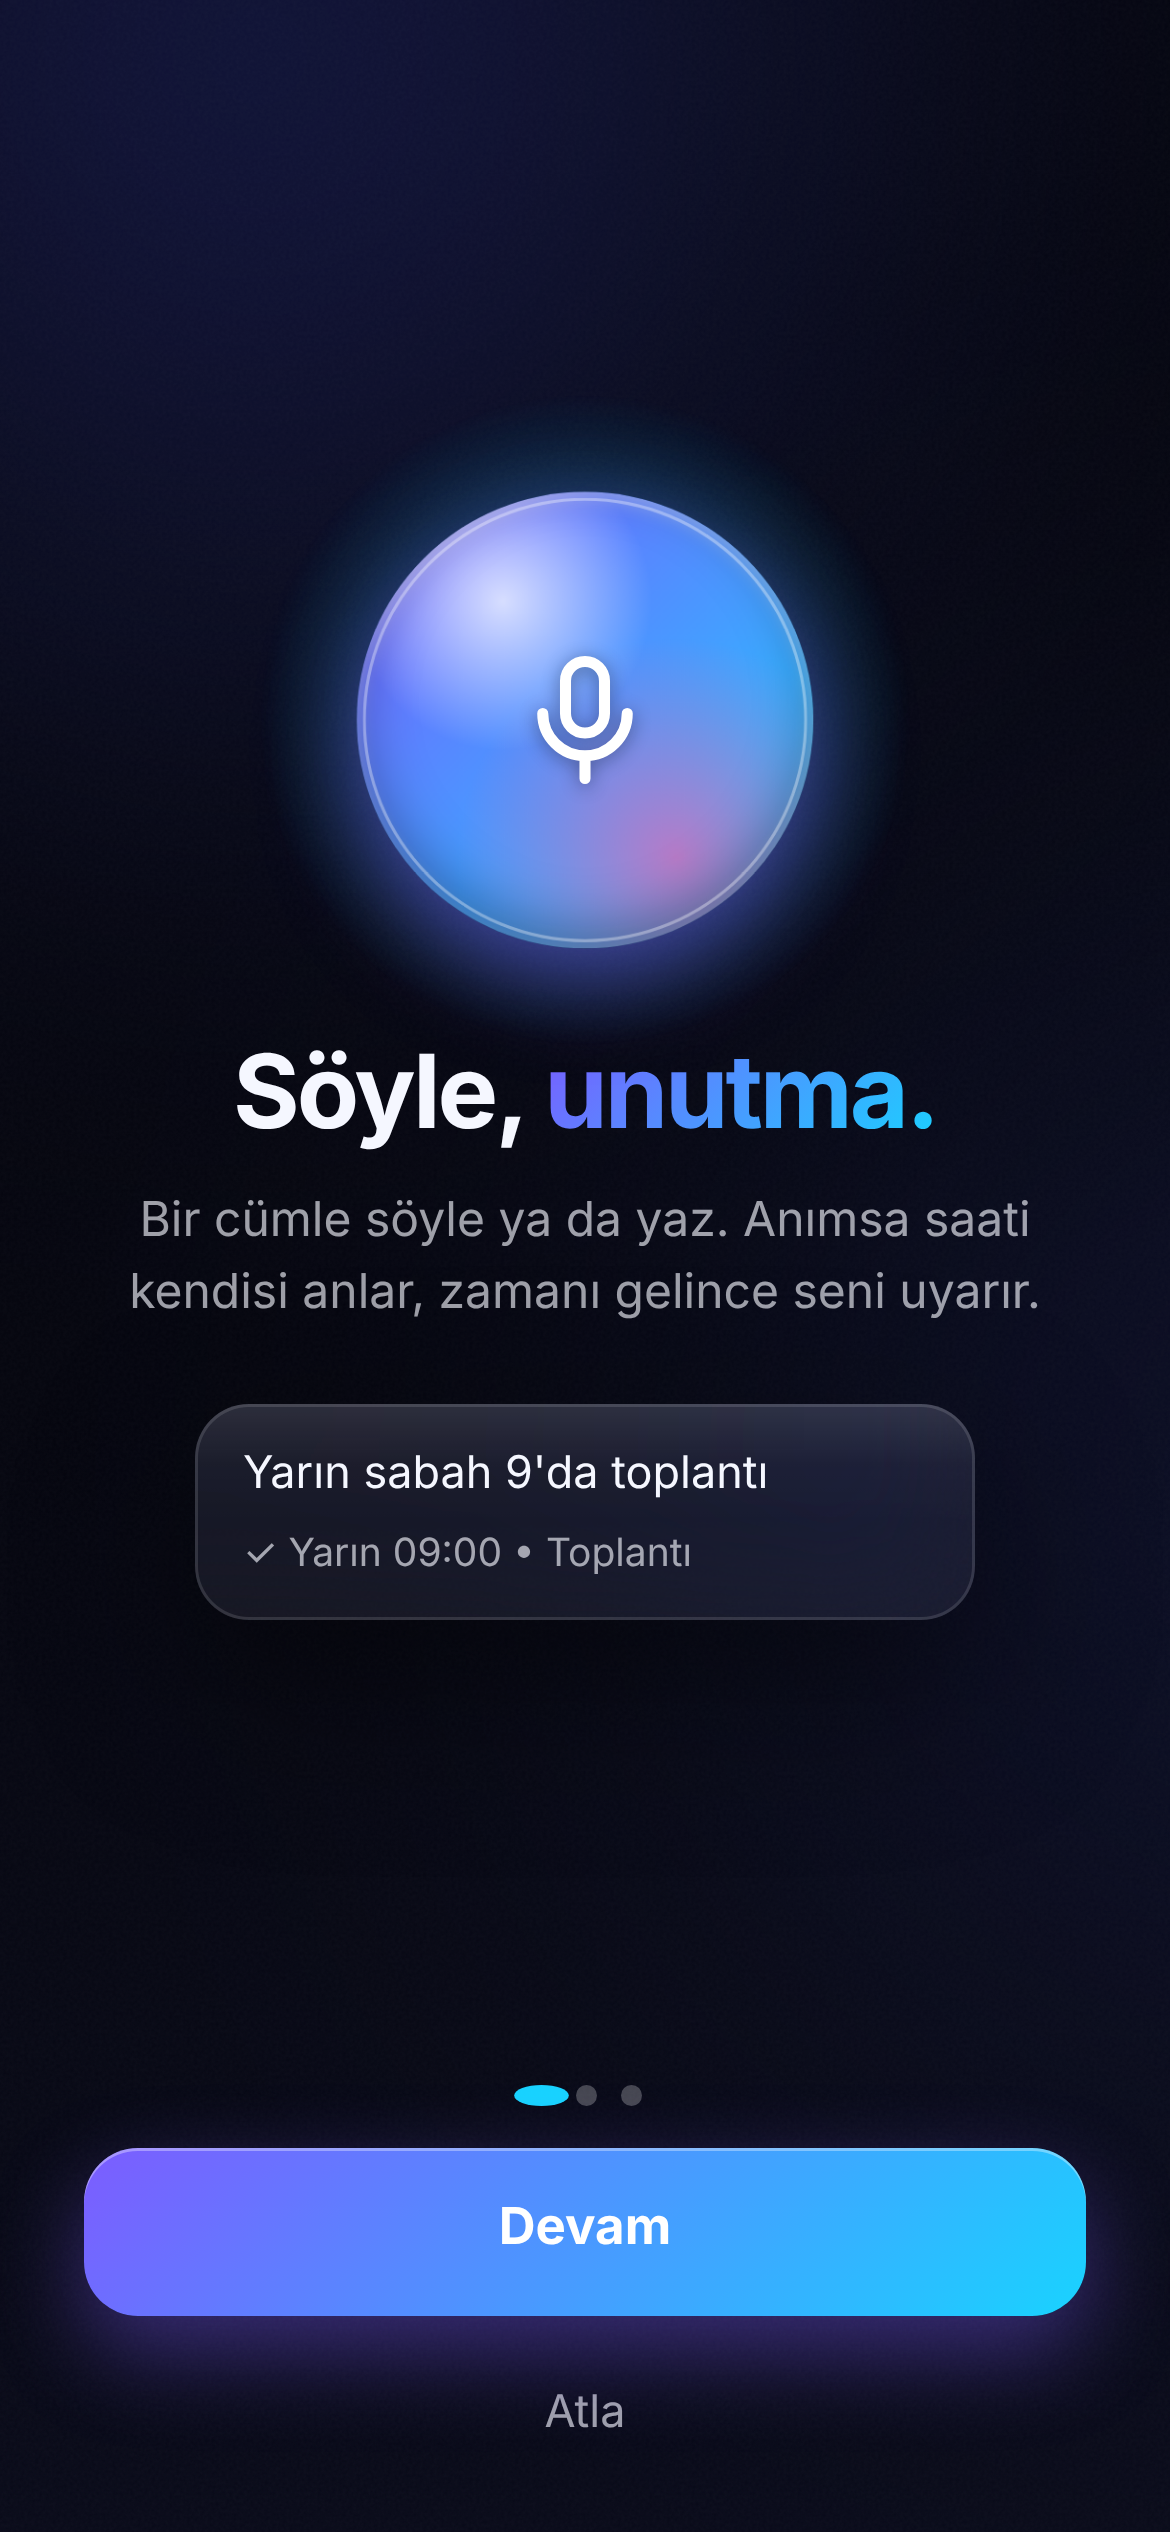 Söyle, unutma.
Bir cümle söyle ya da yaz. Anımsa saati
kendisi anlar, zamanı gelince seni uyarır.
Yarın sabah 9'da toplantı
✓ Yarın 09:00 • Toplantı
Devam
Atla